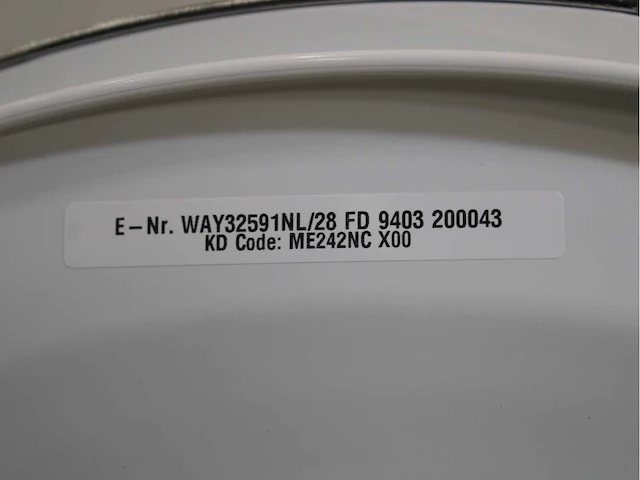 E-Nr. WAY32591NL/28 FD 9403 200043
KD Code: ME242NC X00